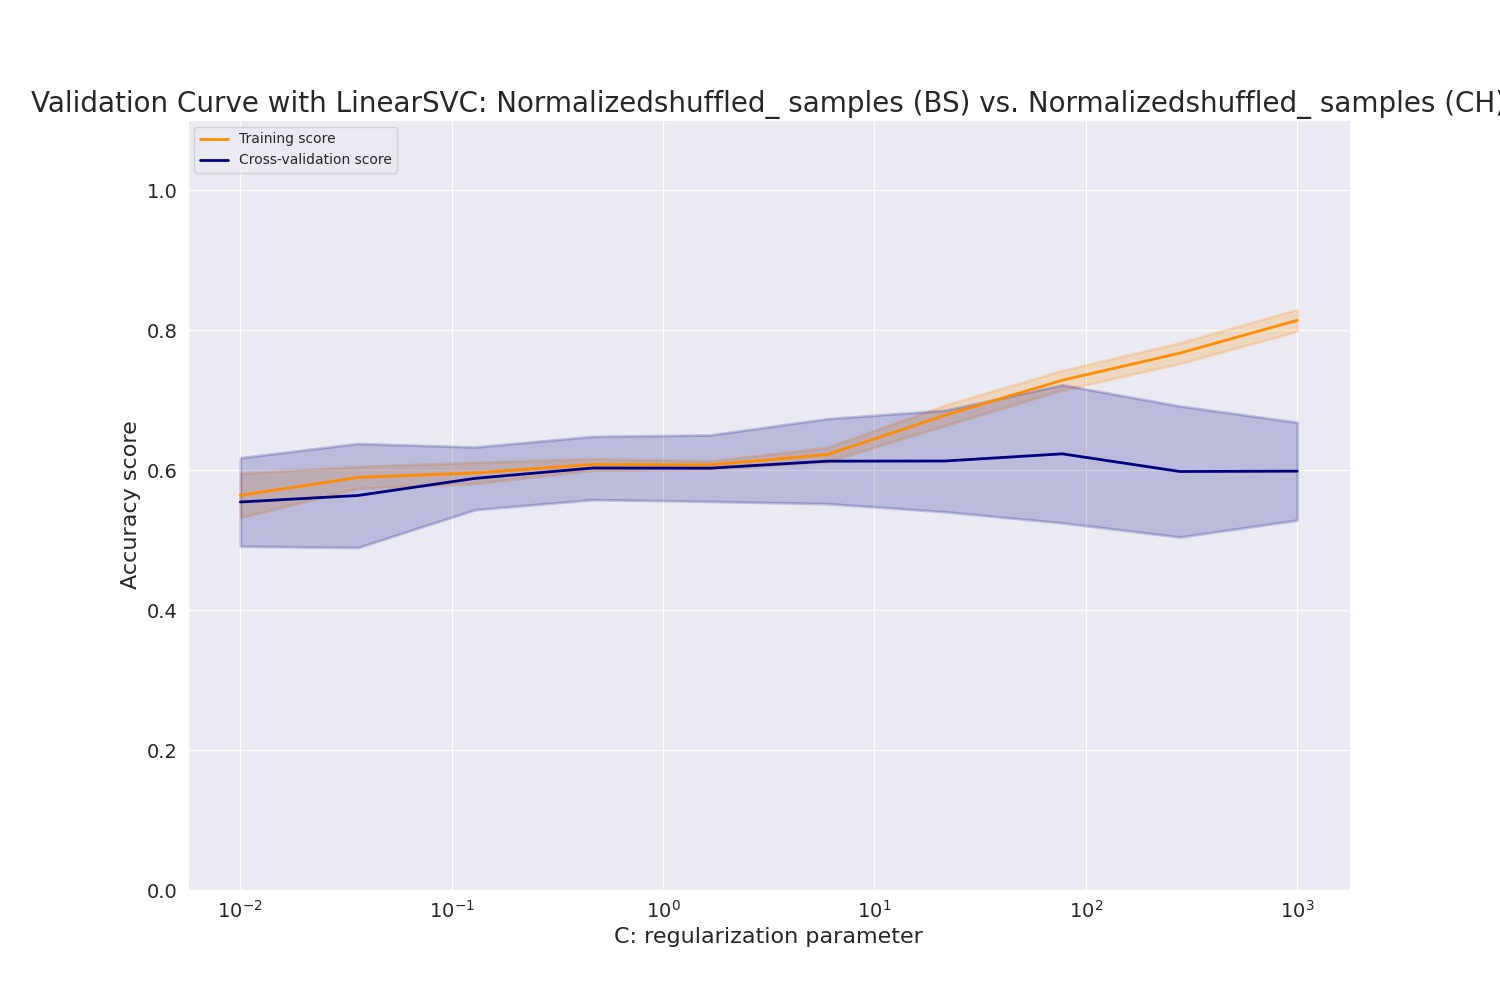 Validation Curve with LinearSVC: Normalizedshuffled_ samples (BS) vs. Normalizedshuffled_ samples (CH)
Training score
Cross-validation score
1.0
0.8
0.6
0.4
0.2
0.0
Accuracy score
10⁻² 10⁻¹ 10⁰ 10¹ 10² 10³
C: regularization parameter